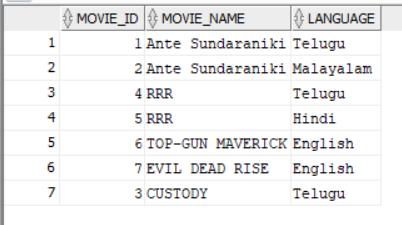 MOVIE_ID MOVIE_NAME LANGUAGE
1 1 Ante Sundaraniki Telugu
2 2 Ante Sundaraniki Malayalam
3 4 RRR Telugu
4 5 RRR Hindi
5 6 TOP-GUN MAVERICK English
6 7 EVIL DEAD RISE English
7 3 CUSTODY Telugu